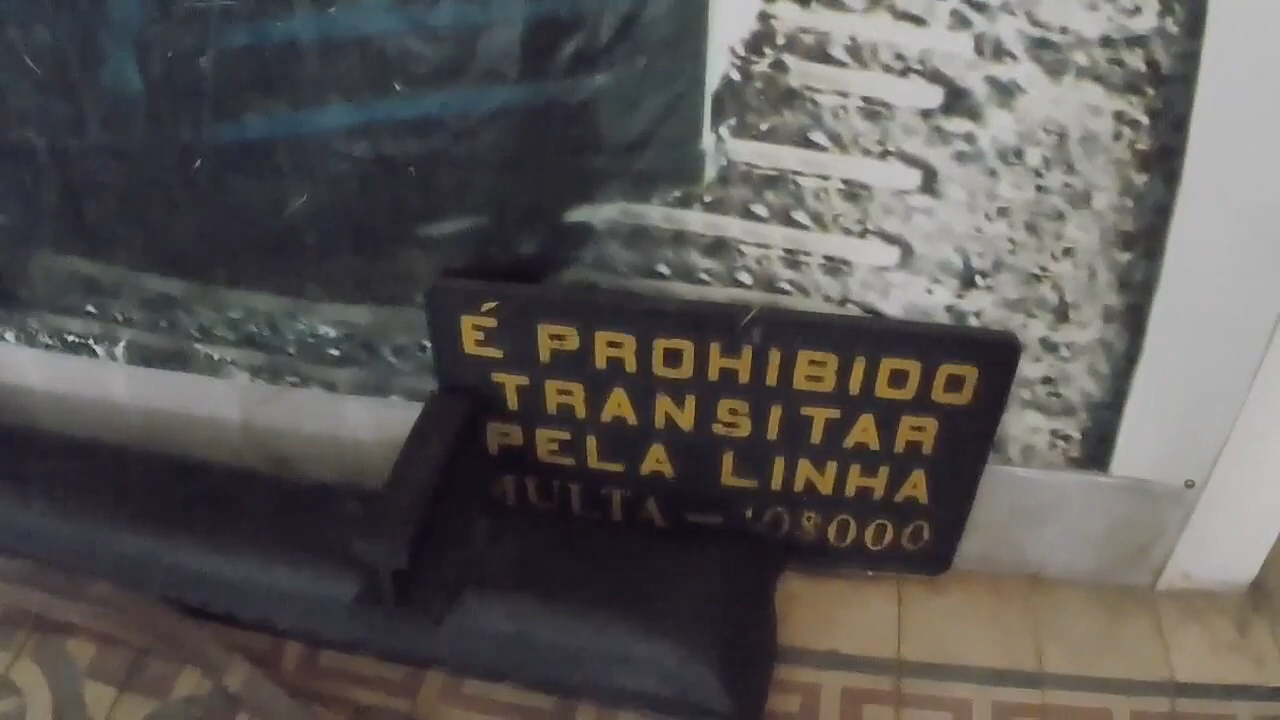 É PROHIBIDO
TRANSITAR
PELA LINHA
MULTA - 10$000